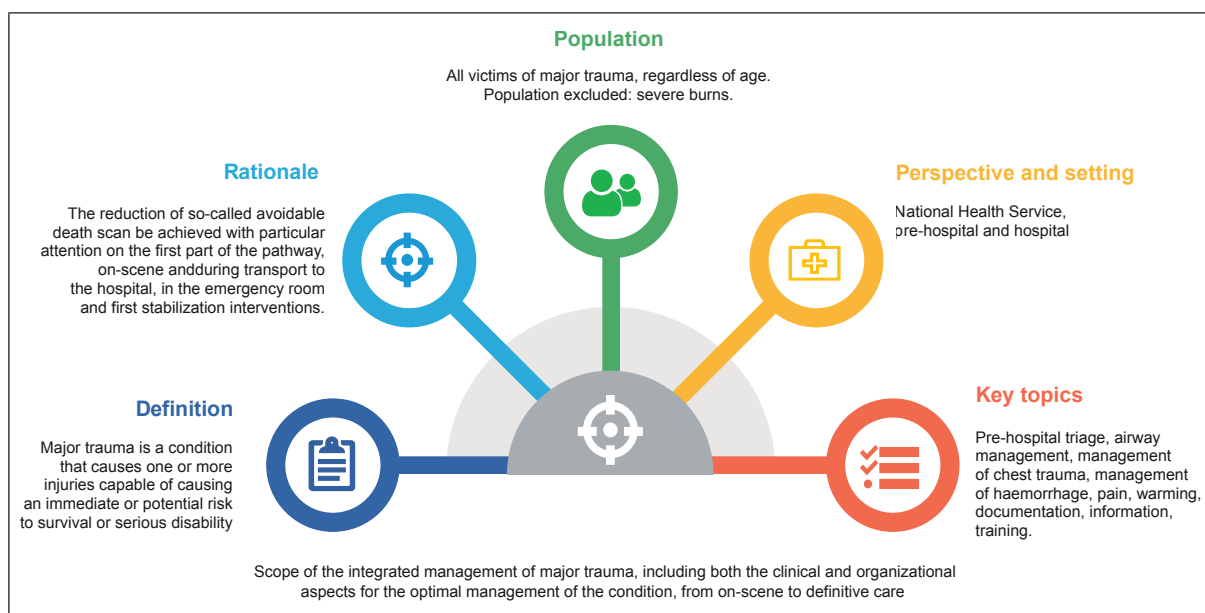 Population
All victims of major trauma, regardless of age.
Population excluded: severe burns.
Rationale
The reduction of so-called avoidable
death scan be achieved with particular
attention on the first part of the pathway,
on-scene andduring transport to
the hospital, in the emergency room
and first stabilization interventions.
Perspective and setting
National Health Service,
pre-hospital and hospital
Definition
Major trauma is a condition
that causes one or more
injuries capable of causing
an immediate or potential risk
to survival or serious disability
Key topics
Pre-hospital triage, airway
management, management
of chest trauma, management
of haemorrhage, pain, warming,
documentation, information,
training.
Scope of the integrated management of major trauma, including both the clinical and organizational
aspects for the optimal management of the condition, from on-scene to definitive care